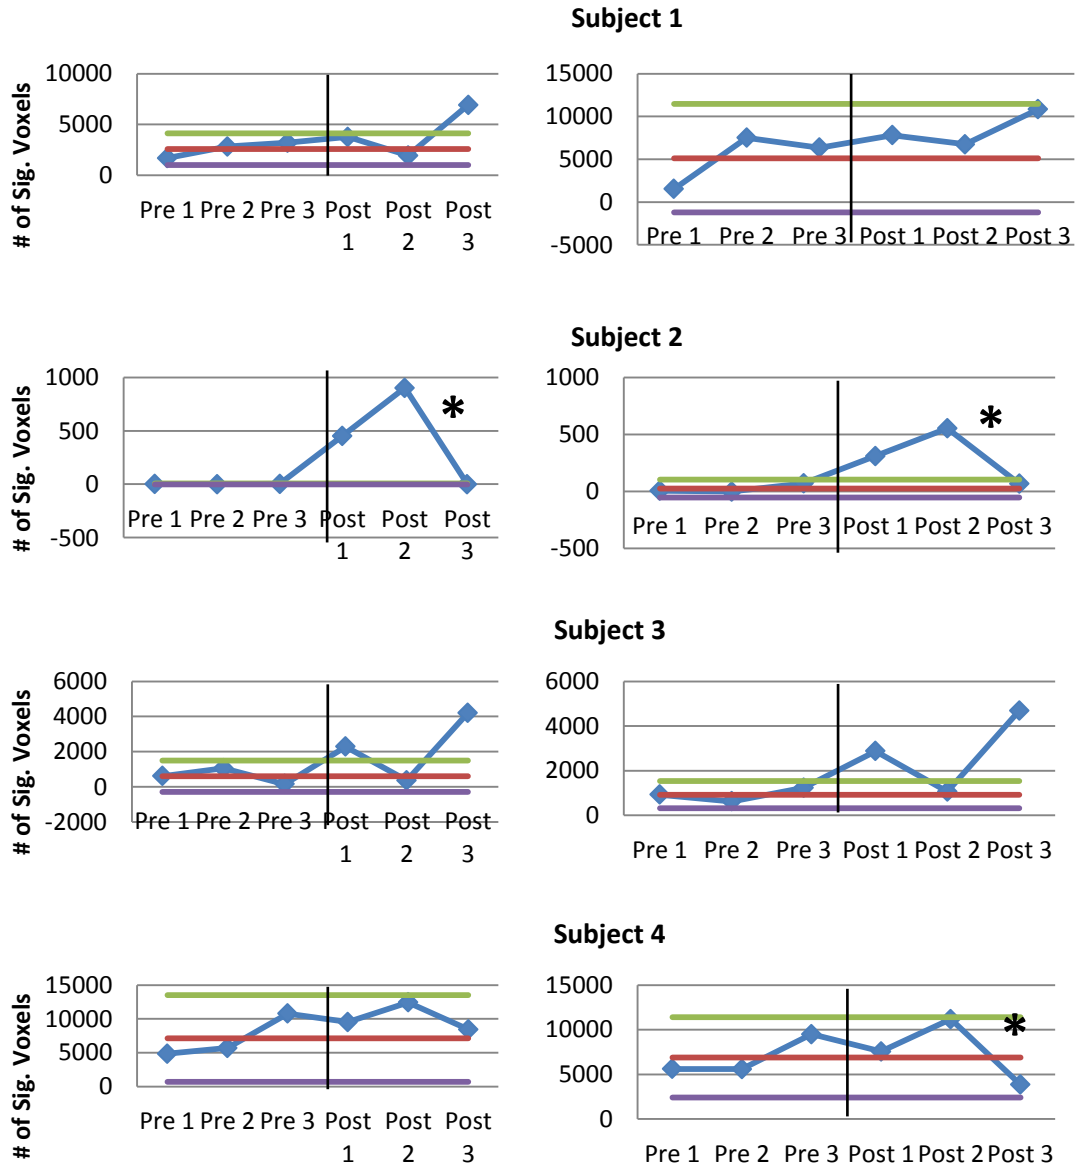 Subject 1
# of Sig. Voxels
10000
5000
0
Pre 1 Pre 2 Pre 3 Post Post Post
1 2 3
15000
10000
5000
0
-5000
Pre 1 Pre 2 Pre 3 Post 1 Post 2 Post 3
Subject 2
# of Sig. Voxels
1000
500
0
-500
Pre 1 Pre 2 Pre 3 Post Post Post
1 2 3
*
1000
500
0
-500
Pre 1 Pre 2 Pre 3 Post 1 Post 2 Post 3
*
Subject 3
# of Sig. Voxels
6000
4000
2000
0
-2000
Pre 1 Pre 2 Pre 3 Post Post Post
1 2 3
6000
4000
2000
0
Pre 1 Pre 2 Pre 3 Post 1 Post 2 Post 3
Subject 4
# of Sig. Voxels
15000
10000
5000
0
Pre 1 Pre 2 Pre 3 Post Post Post
1 2 3
15000
10000
5000
0
*
Pre 1 Pre 2 Pre 3 Post 1 Post 2 Post 3